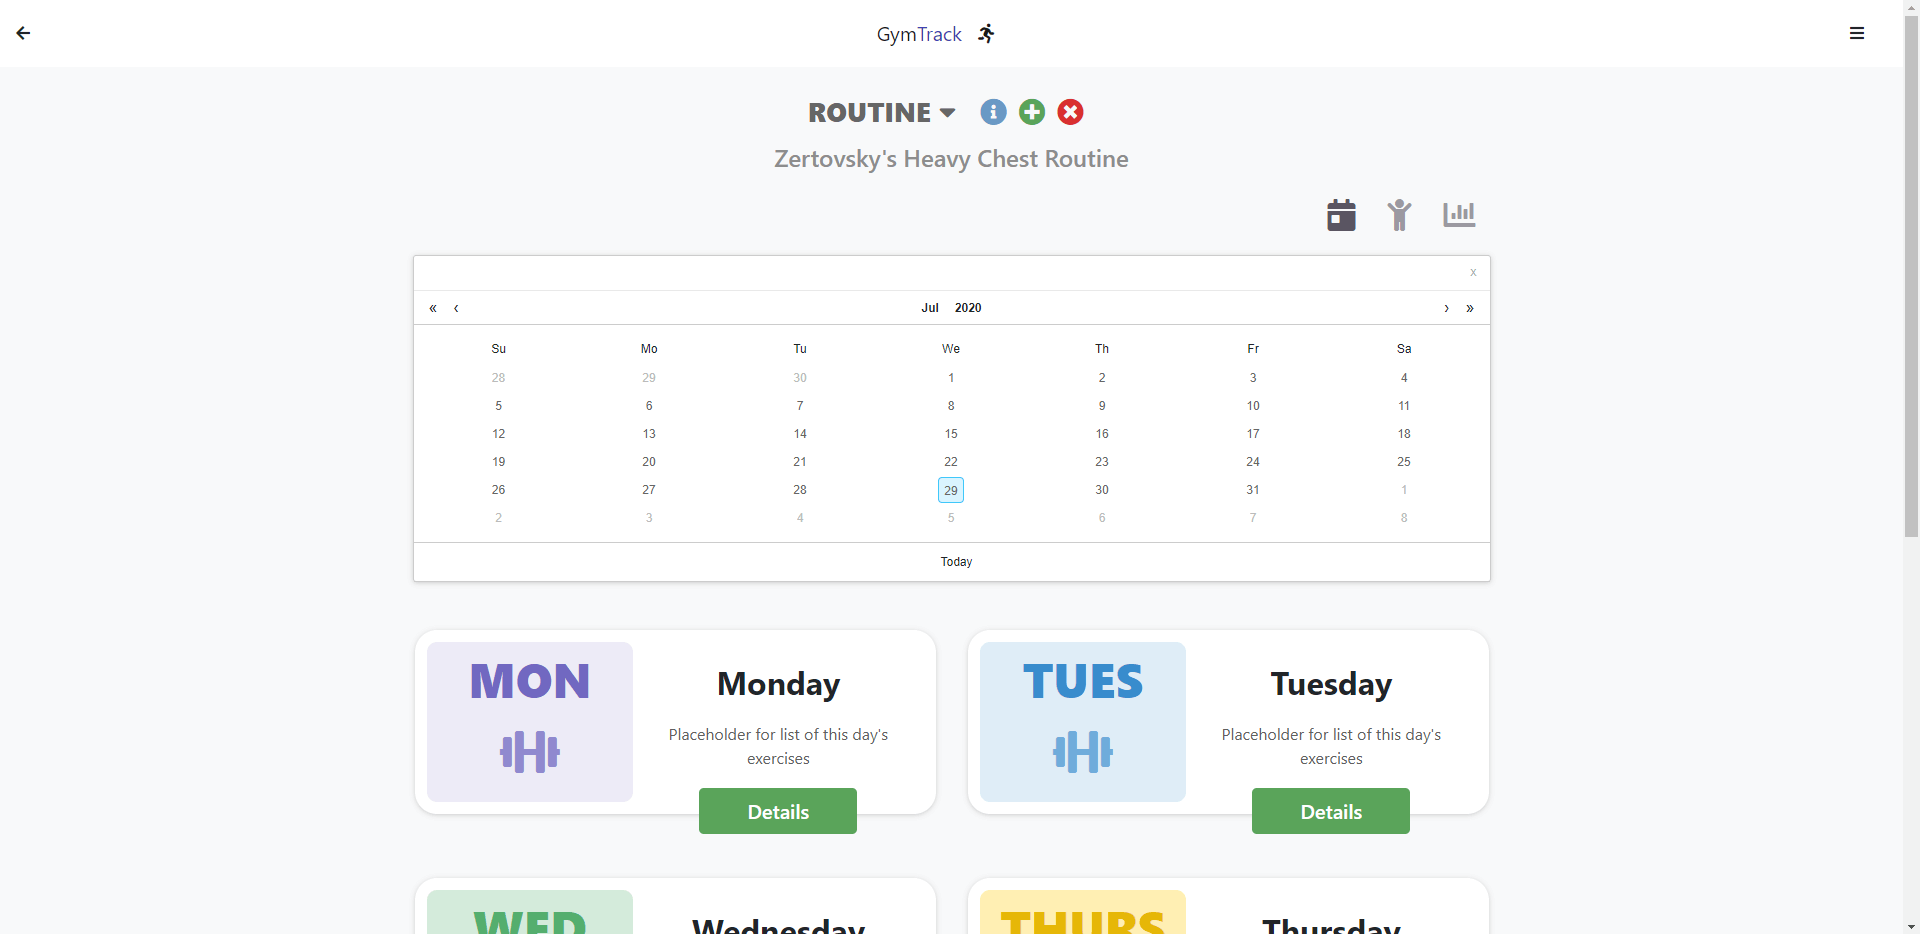 GymTrack
ROUTINE
Zertovsky's Heavy Chest Routine
x
« ‹ Jul 2020 › »
Su Mo Tu We Th Fr Sa
28 29 30 1 2 3 4
5 6 7 8 9 10 11
12 13 14 15 16 17 18
19 20 21 22 23 24 25
26 27 28 29 30 31 1
2 3 4 5 6 7 8
Today
MON
Monday
Placeholder for list of this day's
exercises
Details
TUES
Tuesday
Placeholder for list of this day's
exercises
Details
WED
Wednesday
THURS
Thursday